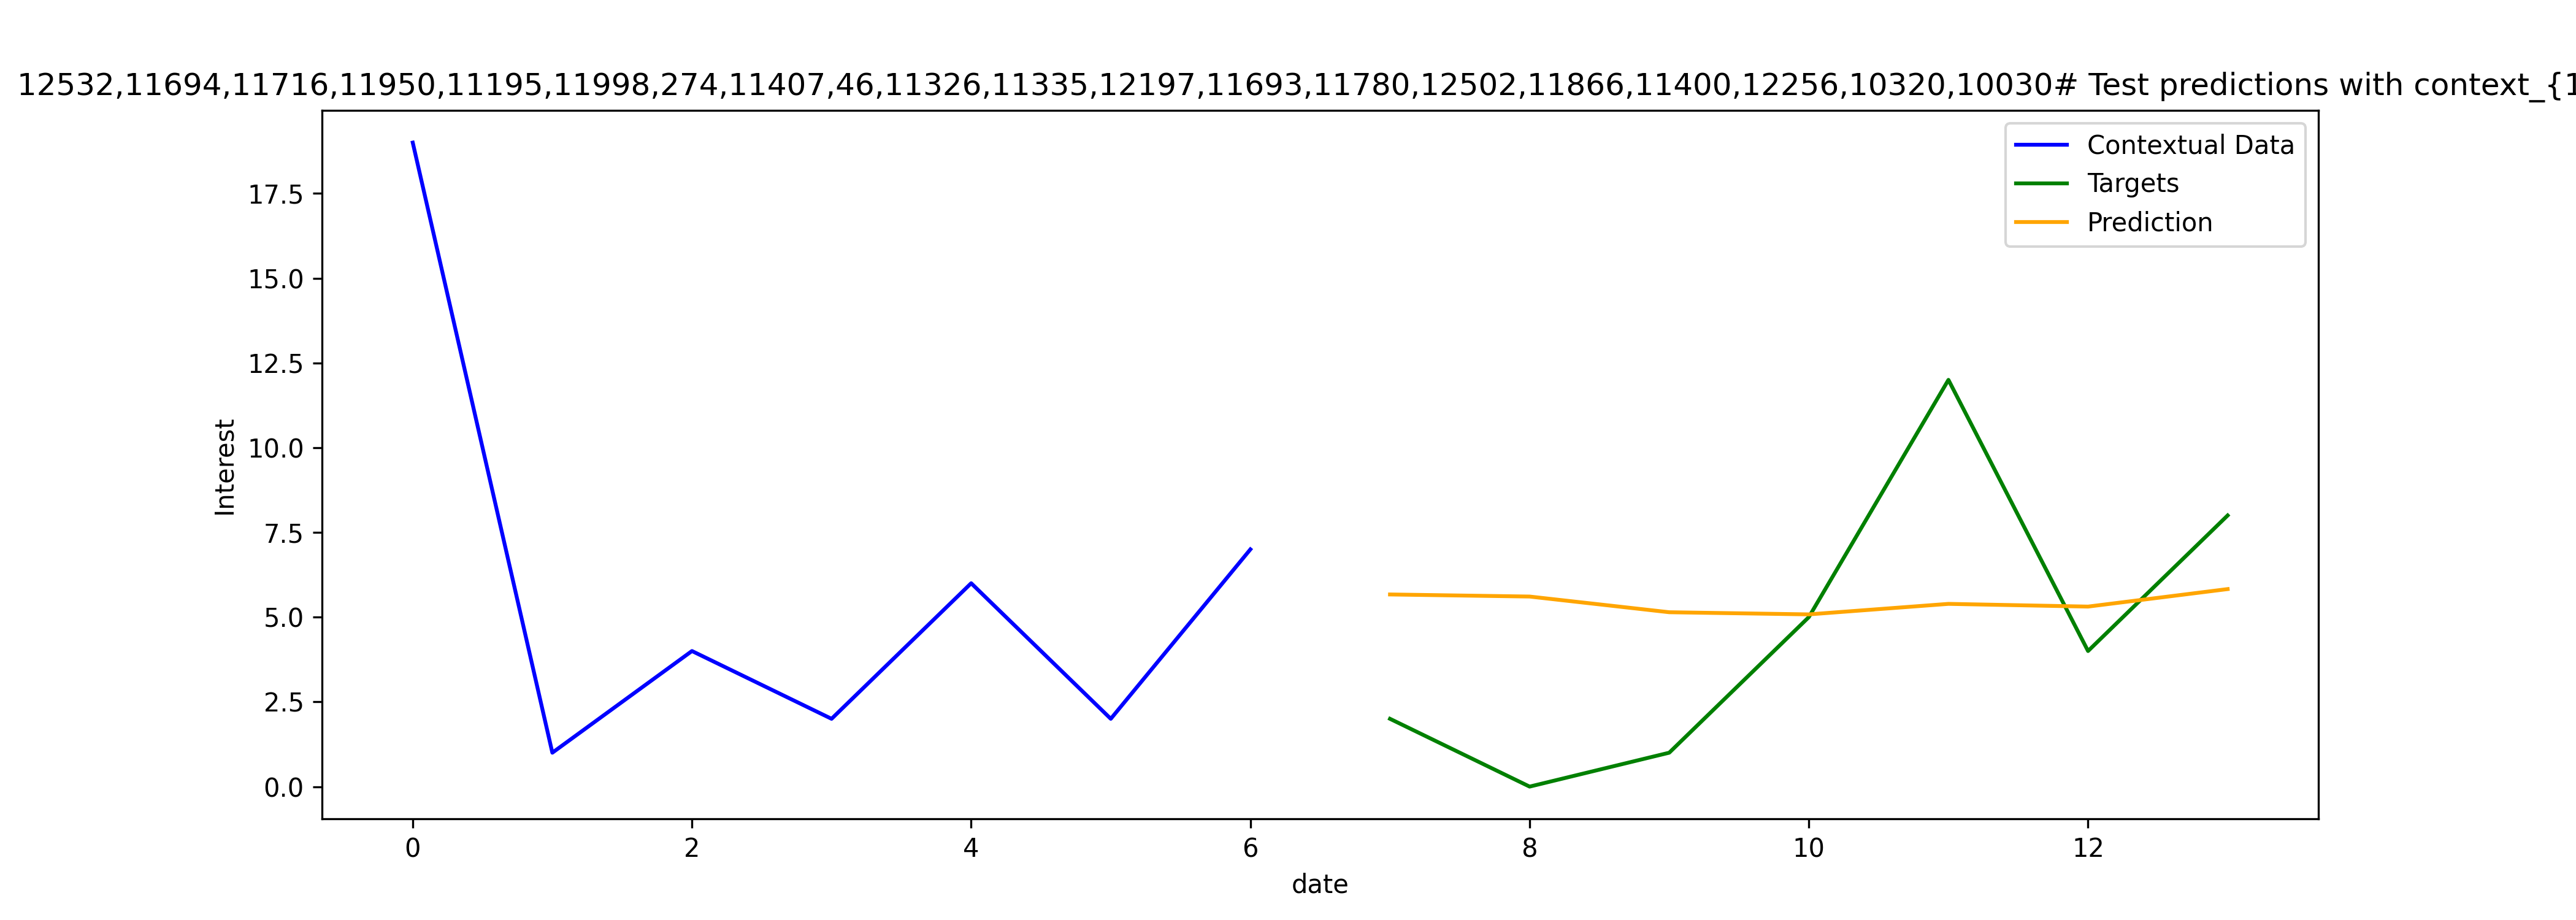 12532,11694,11716,11950,11195,11998,274,11407,46,11326,11335,12197,11693,11780,12502,11866,11400,12256,10320,10030# Test predictions with context_{1
Contextual Data
Targets
Prediction
17.5
15.0
12.5
10.0
7.5
5.0
2.5
0.0
Interest
0 2 4 6 8 10 12
date